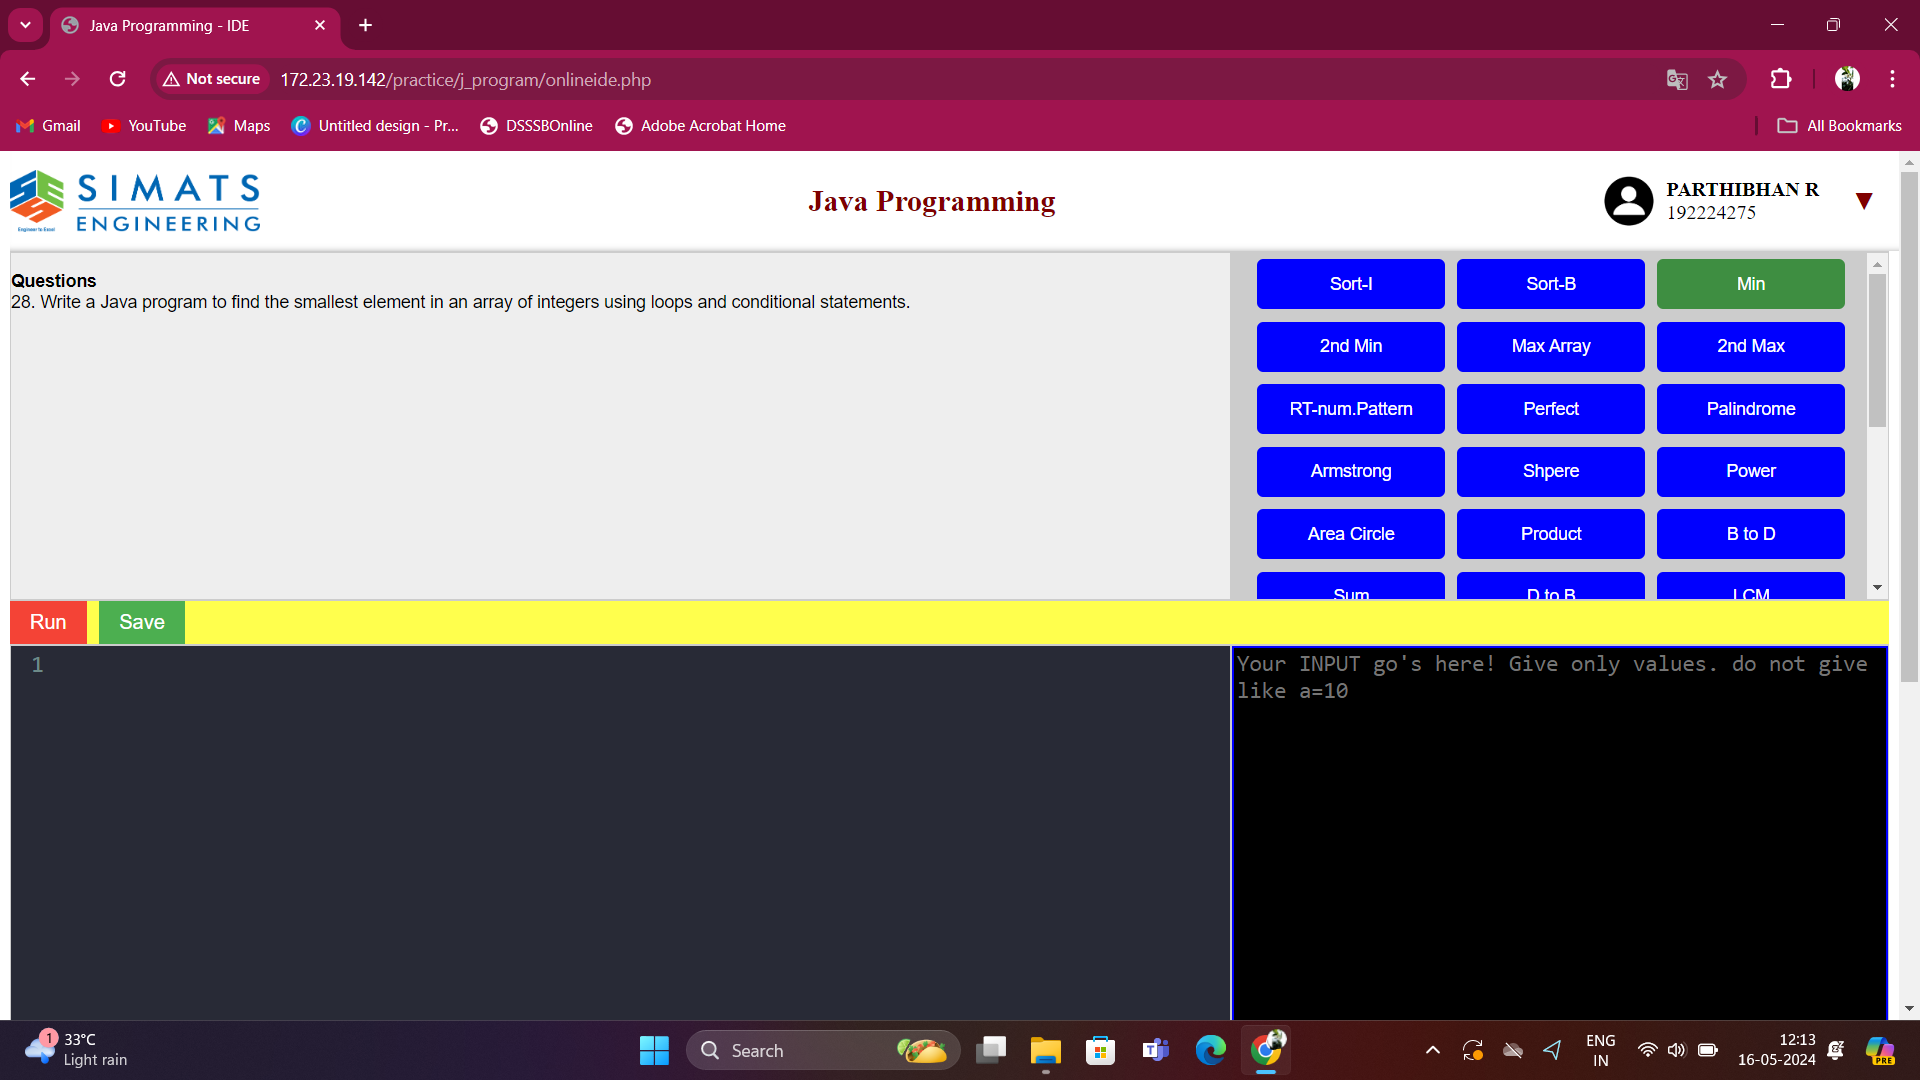 Java Programming - IDE
Not secure
172.23.19.142/practice/j_program/onlineide.php
Gmail
YouTube
Maps
Untitled design - Pr...
DSSSBOnline
Adobe Acrobat Home
All Bookmarks
SIMATS
ENGINEERING
Engineer to Excel
Java Programming
PARTHIBHAN R
192224275
Questions
28. Write a Java program to find the smallest element in an array of integers using loops and conditional statements.
Sort-I
Sort-B
Min
2nd Min
Max Array
2nd Max
RT-num.Pattern
Perfect
Palindrome
Armstrong
Shpere
Power
Area Circle
Product
B to D
Sum
D to B
LCM
Run
Save
1
Your INPUT go's here! Give only values. do not give
like a=10
1
33°C
Light rain
Search
ENG
IN
12:13
16-05-2024
PRE